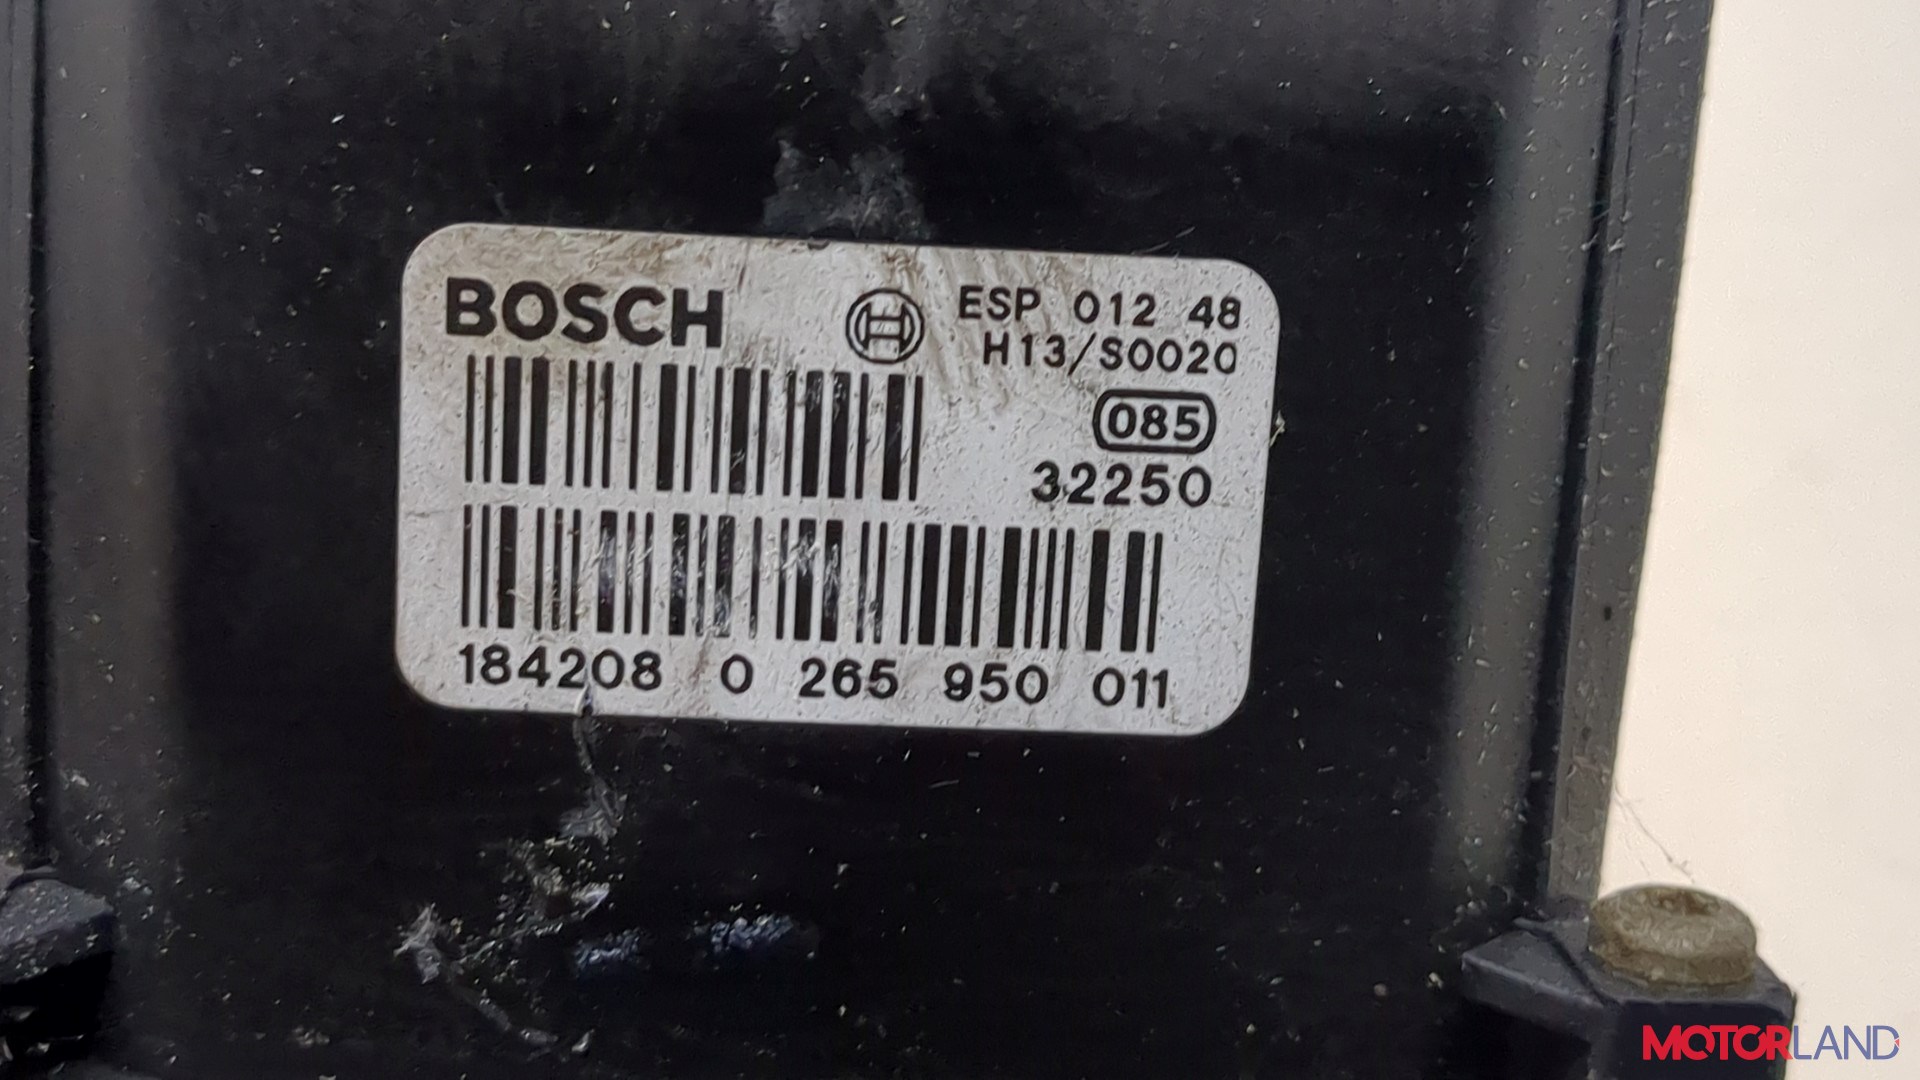 BOSCH
ESP 012 48
H13/S0020
085
32250
184208 0 265 950 011
MOTORLAND